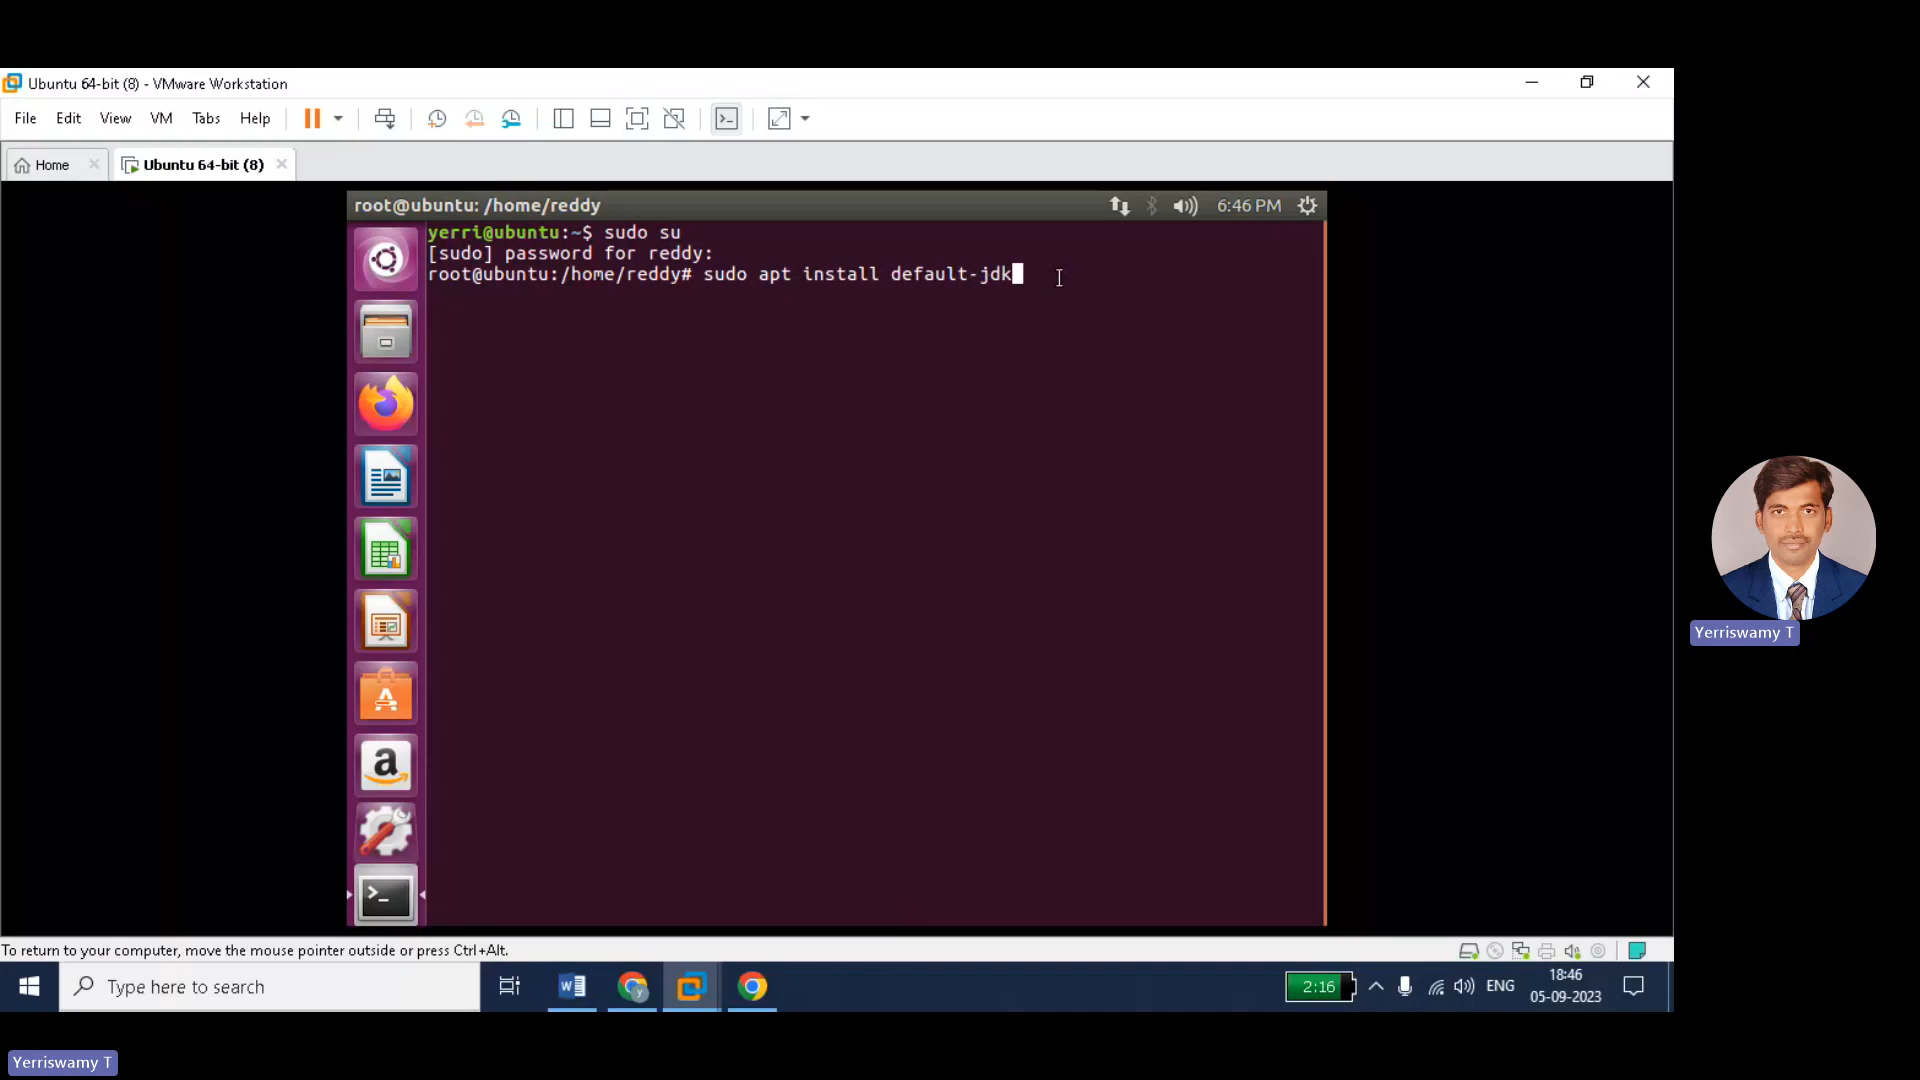 Ubuntu 64-bit (8) - VMware Workstation
File Edit View VM Tabs Help
Home
Ubuntu 64-bit (8)
root@ubuntu: /home/reddy
6:46 PM
yerri@ubuntu:~$ sudo su
[sudo] password for reddy:
root@ubuntu:/home/reddy# sudo apt install default-jdk
Yerriswamy T
To return to your computer, move the mouse pointer outside or press Ctrl+Alt.
Type here to search
2:16
ENG
18:46
05-09-2023
Yerriswamy T